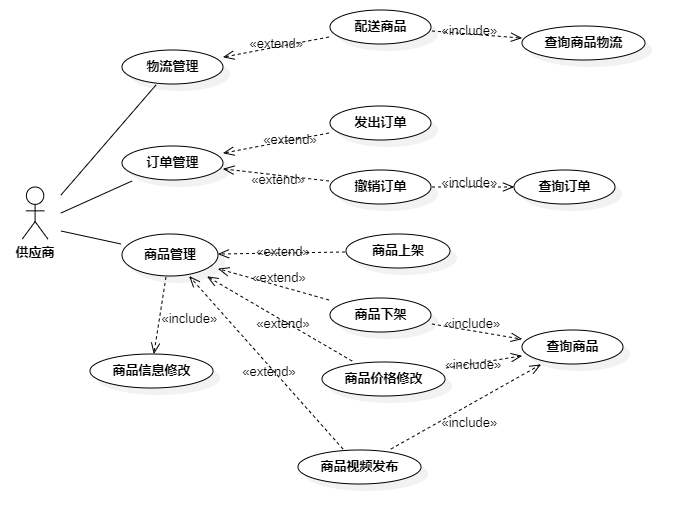 配送商品
«extend»
«include»
查询商品物流
物流管理
发出订单
«extend»
订单管理
«extend»
撤销订单
«include»
查询订单
供应商
商品管理
«extend»
商品上架
«extend»
商品下架
«include»
«extend»
«include»
查询商品
商品信息修改
«extend»
商品价格修改
«include»
«include»
商品视频发布